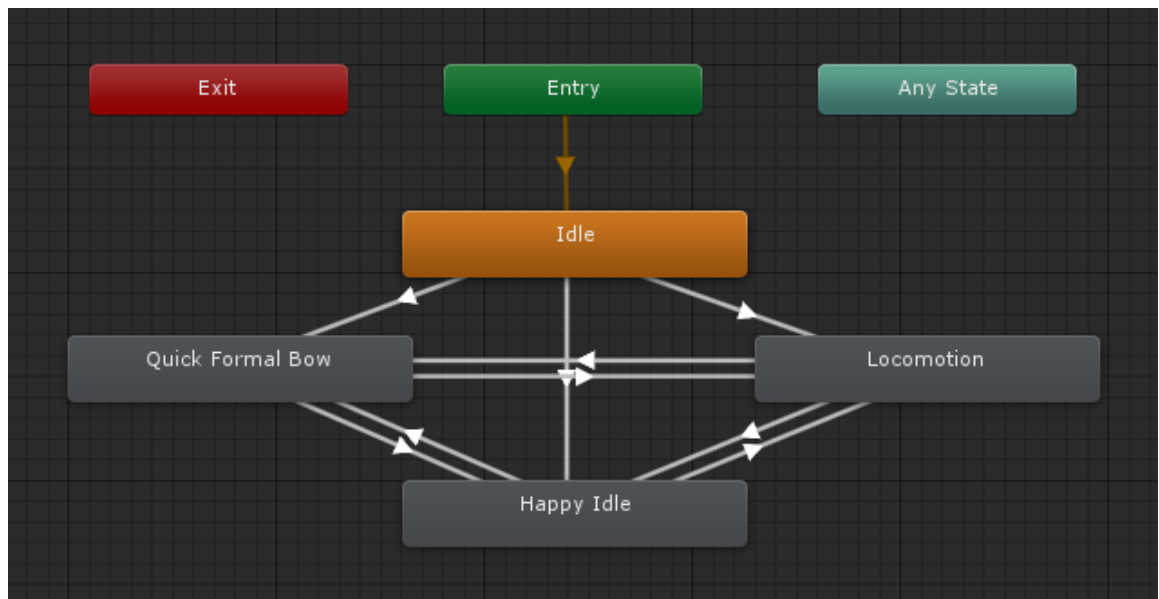 Exit
Entry
Any State
Idle
Quick Formal Bow
Locomotion
Happy Idle